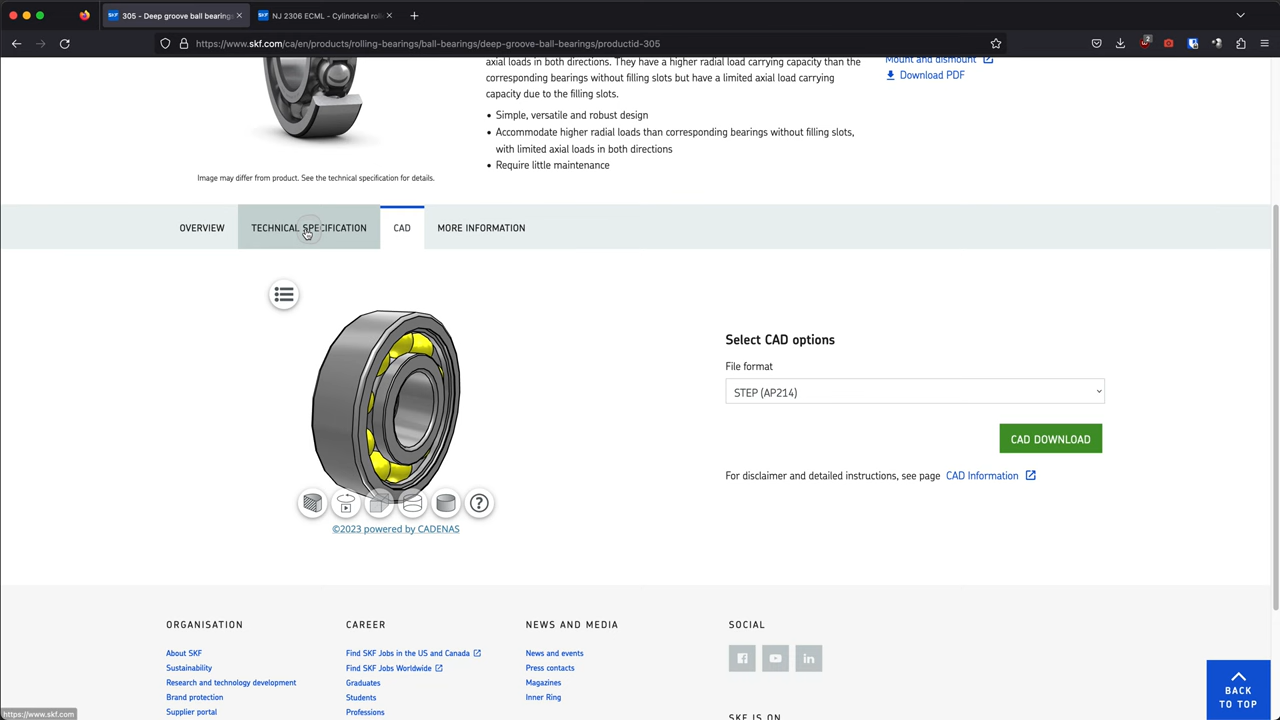 305 - Deep groove ball bearings
NJ 2306 ECML - Cylindrical rol
https://www.skf.com/ca/en/products/rolling-bearings/ball-bearings/deep-groove-ball-bearings/productid-305
2
axial loads in both directions. They have a higher radial load carrying capacity than the
corresponding bearings without filling slots but have a limited axial load carrying
capacity due to the filling slots.
• Simple, versatile and robust design
• Accommodate higher radial loads than corresponding bearings without filling slots,
with limited axial loads in both directions
• Require little maintenance
Mount and dismount
Download PDF
Image may differ from product. See the technical specification for details.
OVERVIEW
TECHNICAL SPECIFICATION
CAD
MORE INFORMATION
Select CAD options
File format
STEP (AP214)
CAD DOWNLOAD
For disclaimer and detailed instructions, see page CAD Information
?
©2023 powered by CADENAS
ORGANISATION
About SKF
Sustainability
Research and technology development
Brand protection
Supplier portal
CAREER
Find SKF Jobs in the US and Canada
Find SKF Jobs Worldwide
Graduates
Students
Professions
NEWS AND MEDIA
News and events
Press contacts
Magazines
Inner Ring
SOCIAL
SKF IS ON
BACK
TO TOP
https://www.skf.com